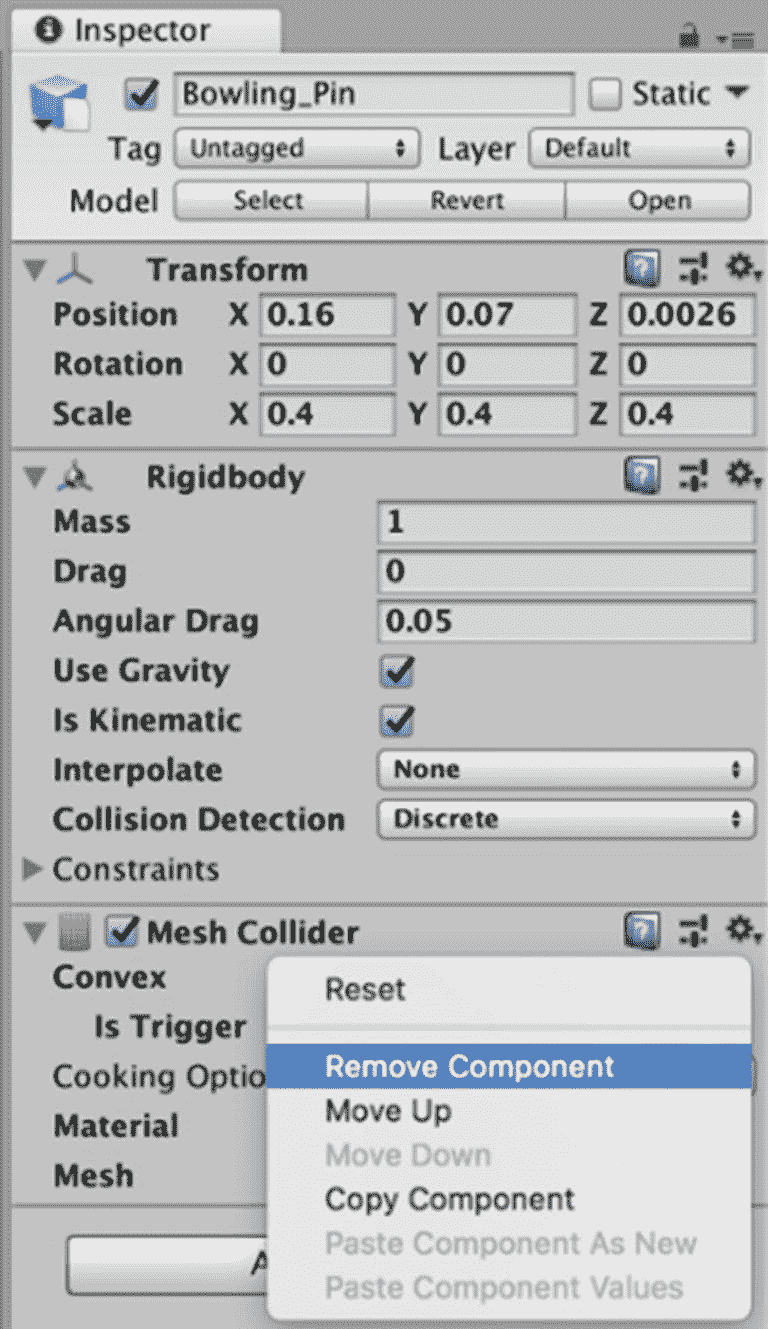 Inspector
Bowling_Pin Static
Tag Untagged Layer Default
Model Select Revert Open
Transform
Position X 0.16 Y 0.07 Z 0.0026
Rotation X 0 Y 0 Z 0
Scale X 0.4 Y 0.4 Z 0.4
Rigidbody
Mass 1
Drag 0
Angular Drag 0.05
Use Gravity
Is Kinematic
Interpolate None
Collision Detection Discrete
Constraints
Mesh Collider
Convex
Reset
Is Trigger
Cooking Optio
Remove Component
Material
Move Up
Move Down
Mesh
Copy Component
A
Paste Component As New
Paste Component Values